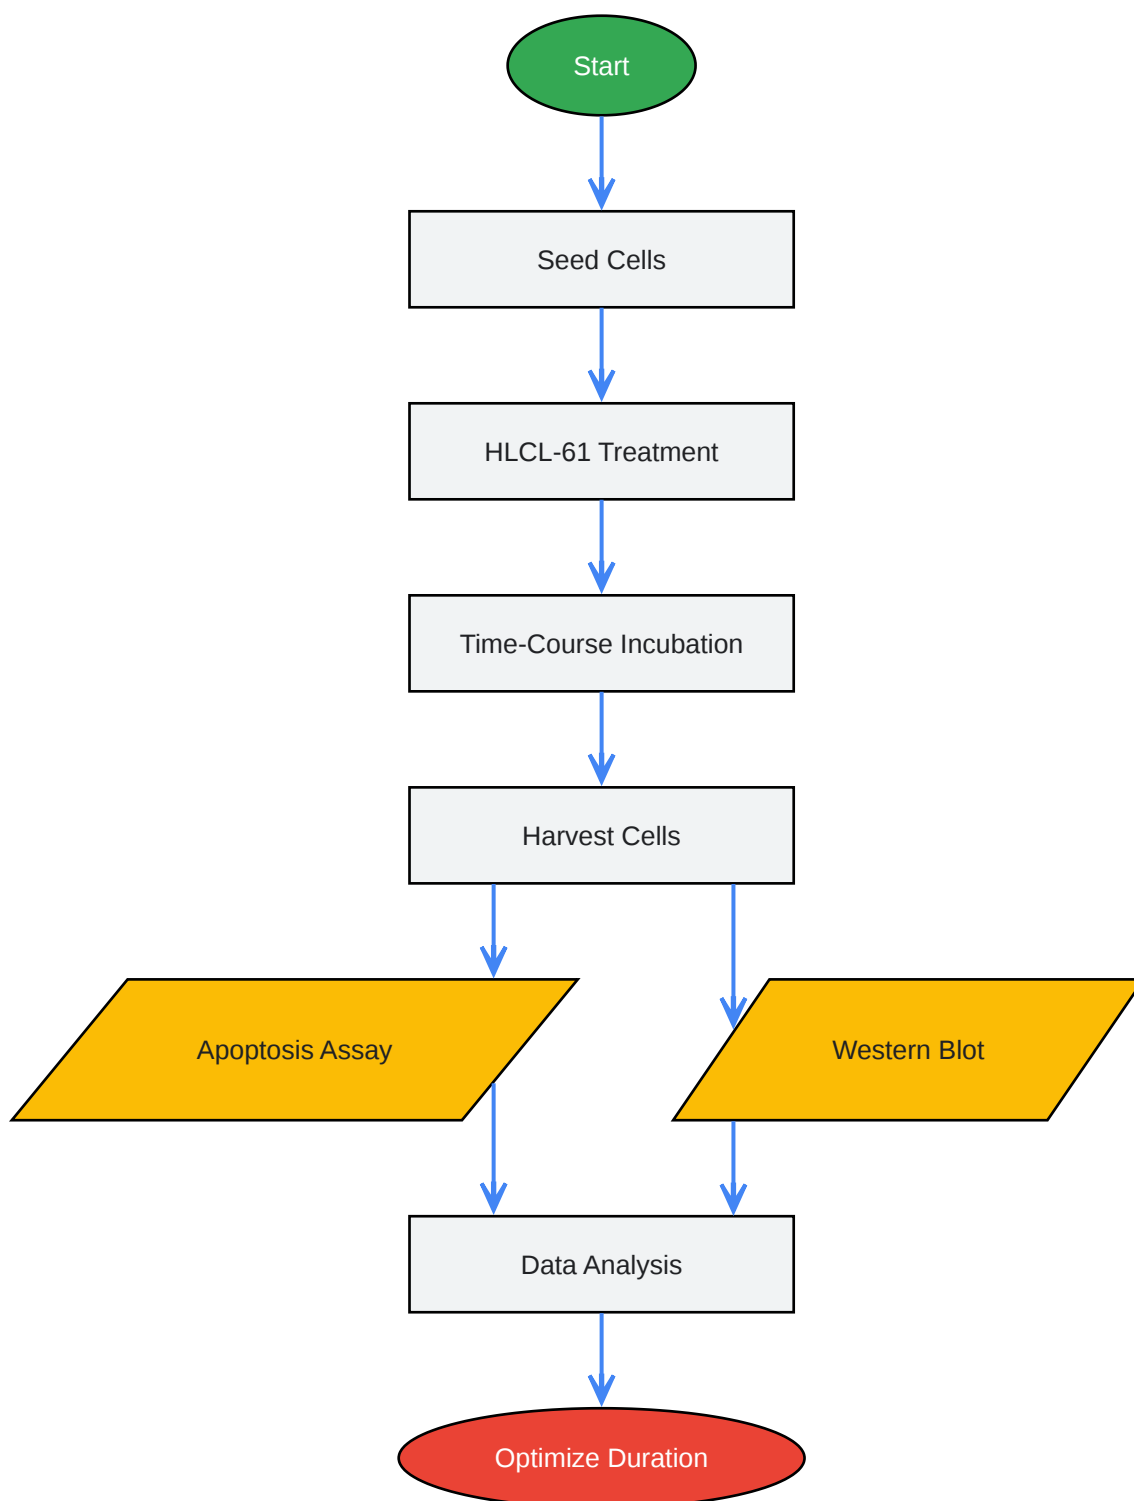 Start
Seed Cells
HLCL-61 Treatment
Time-Course Incubation
Harvest Cells
Apoptosis Assay
Western Blot
Data Analysis
Optimize Duration